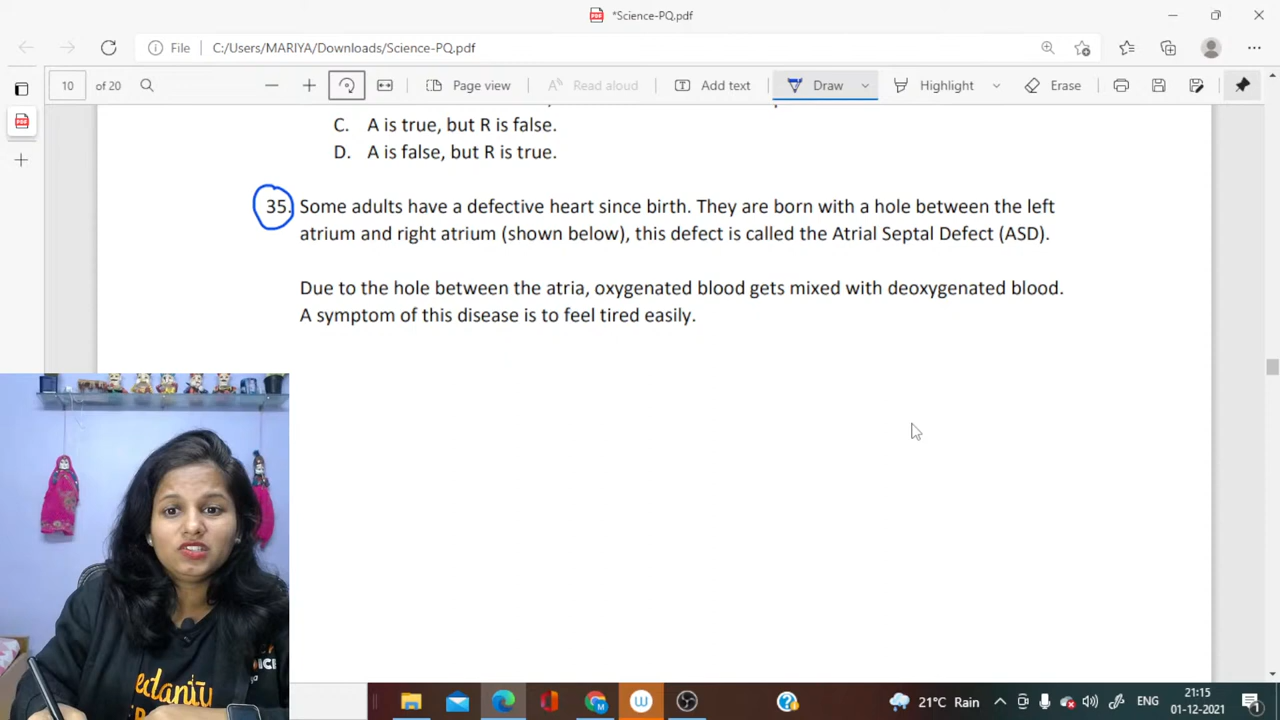 *Science-PQ.pdf
File C:/Users/MARIYA/Downloads/Science-PQ.pdf
10 of 20 Page view Read aloud Add text Draw Highlight Erase
C. A is true, but R is false.
D. A is false, but R is true.
35. Some adults have a defective heart since birth. They are born with a hole between the left
atrium and right atrium (shown below), this defect is called the Atrial Septal Defect (ASD).
Due to the hole between the atria, oxygenated blood gets mixed with deoxygenated blood.
A symptom of this disease is to feel tired easily.
21°C Rain ENG 21:15
01-12-2021